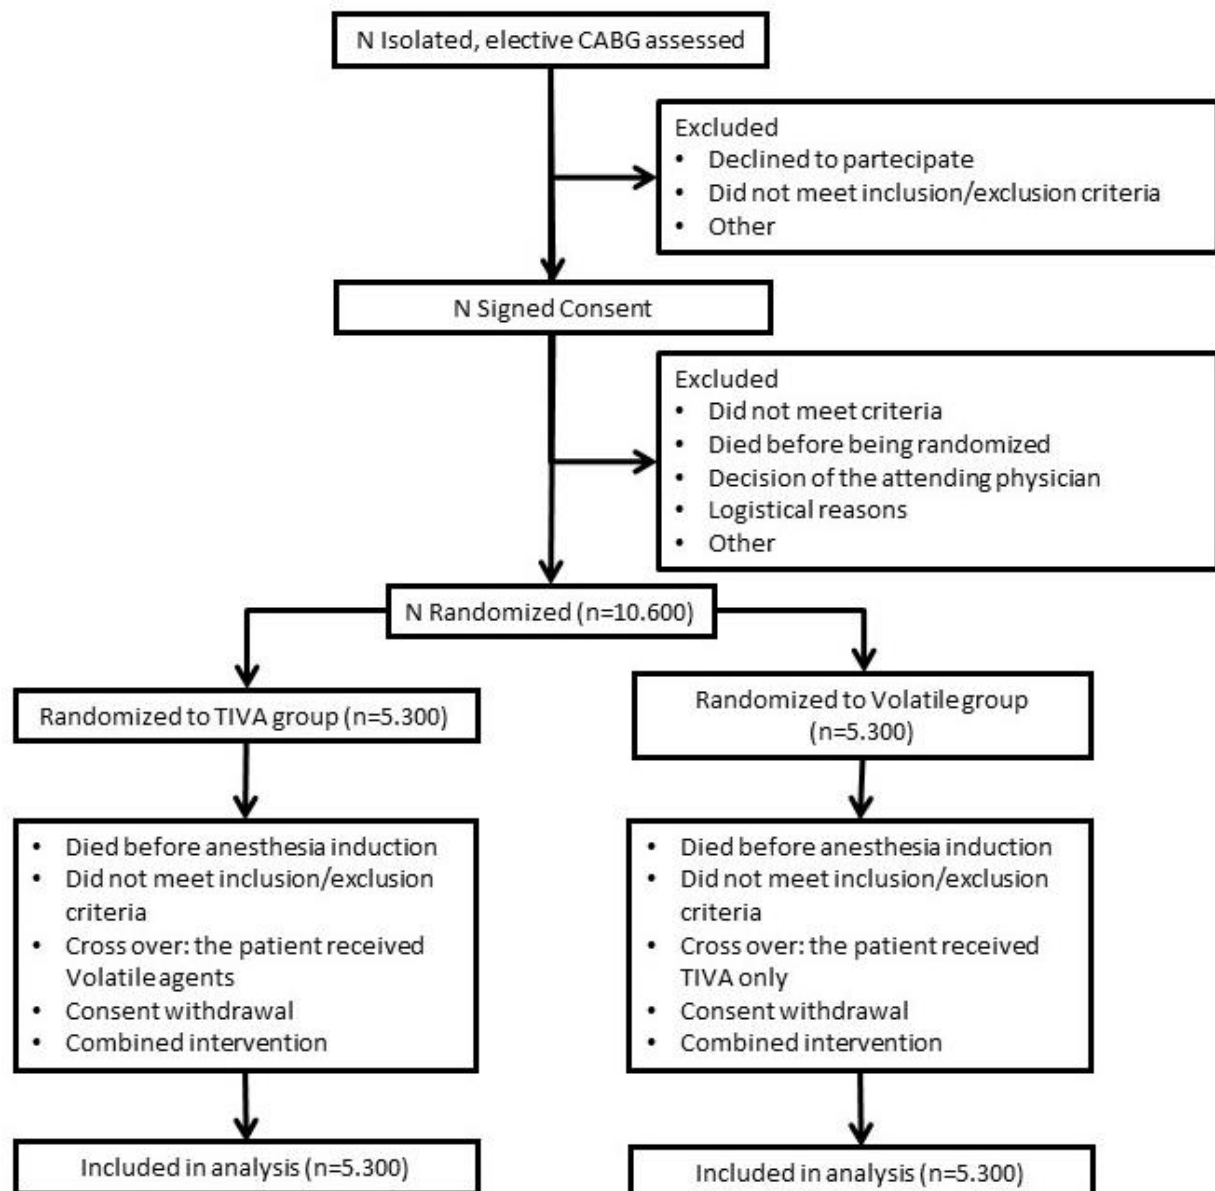 N Isolated, elective CABG assessed
Excluded
• Declined to partecipate
• Did not meet inclusion/exclusion criteria
• Other
N Signed Consent
Excluded
• Did not meet criteria
• Died before being randomized
• Decision of the attending physician
• Logistical reasons
• Other
N Randomized (n=10.600)
Randomized to TIVA group (n=5.300)
• Died before anesthesia induction
• Did not meet inclusion/exclusion
criteria
• Cross over: the patient received
Volatile agents
• Consent withdrawal
• Combined intervention
Included in analysis (n=5.300)
Randomized to Volatile group
(n=5.300)
• Died before anesthesia induction
• Did not meet inclusion/exclusion
criteria
• Cross over: the patient received
TIVA only
• Consent withdrawal
• Combined intervention
Included in analysis (n=5.300)